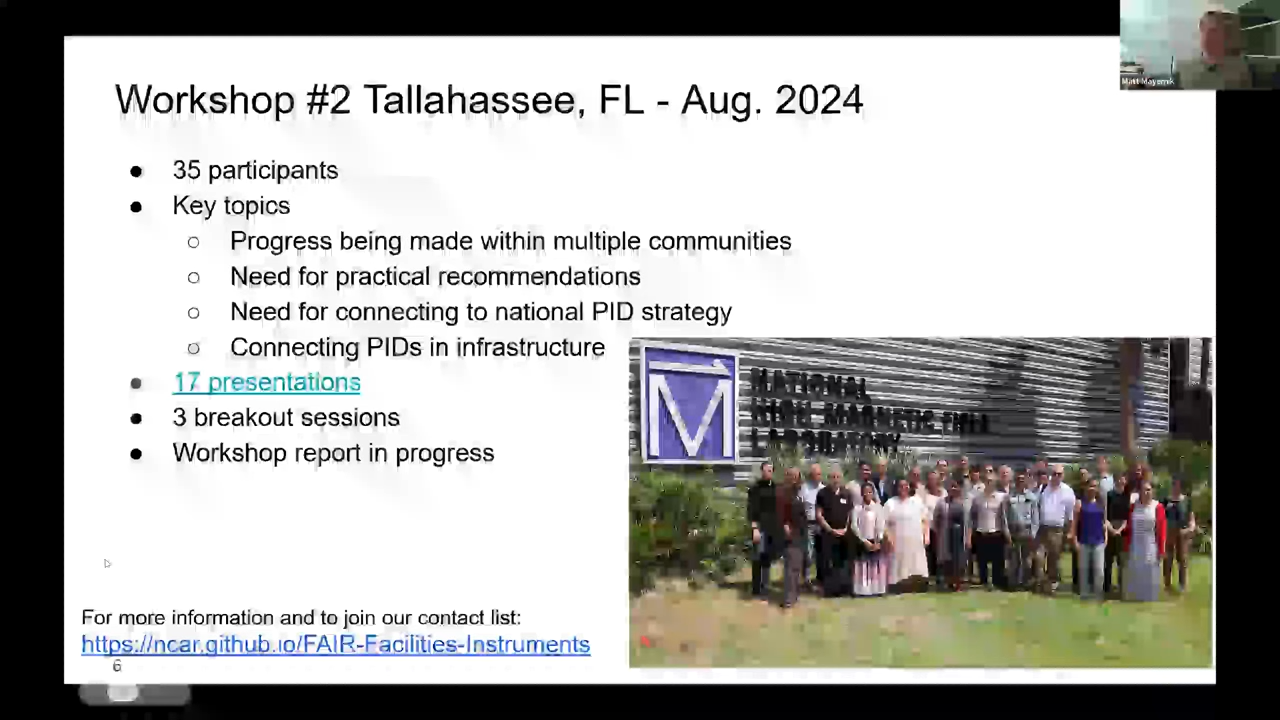 Matt Mayernik
Workshop #2 Tallahassee, FL - Aug. 2024
● 35 participants
● Key topics
○ Progress being made within multiple communities
○ Need for practical recommendations
○ Need for connecting to national PID strategy
○ Connecting PIDs in infrastructure
● 17 presentations
● 3 breakout sessions
● Workshop report in progress
NATIONAL
HIGH MAGNETIC FIELD
LABORATORY
For more information and to join our contact list:
https://ncar.github.io/FAIR-Facilities-Instruments
6